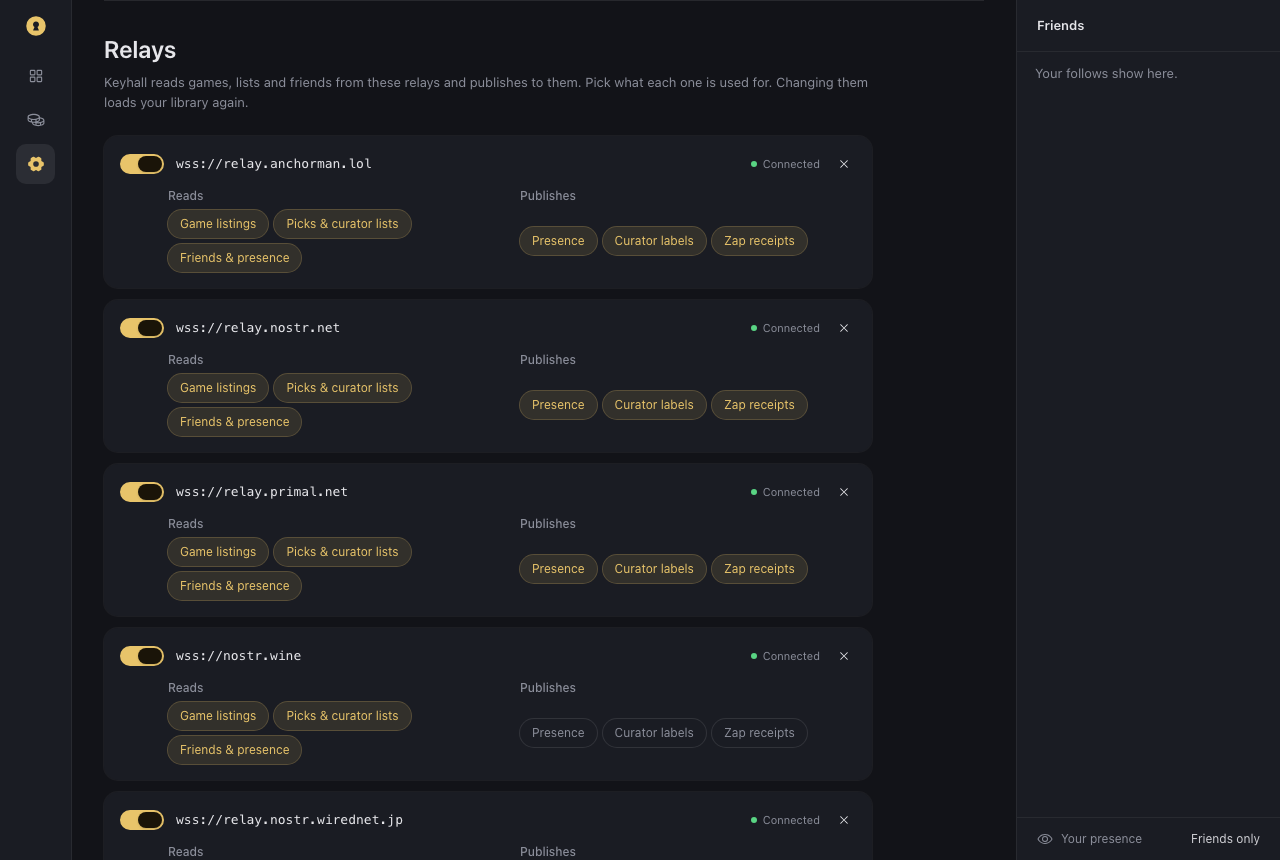 Relays
Keyhall reads games, lists and friends from these relays and publishes to them. Pick what each one is used for. Changing them
loads your library again.
wss://relay.anchorman.lol
Connected
Reads
Publishes
Game listings
Picks & curator lists
Friends & presence
Presence
Curator labels
Zap receipts
wss://relay.nostr.net
Connected
Reads
Publishes
Game listings
Picks & curator lists
Friends & presence
Presence
Curator labels
Zap receipts
wss://relay.primal.net
Connected
Reads
Publishes
Game listings
Picks & curator lists
Friends & presence
Presence
Curator labels
Zap receipts
wss://nostr.wine
Connected
Reads
Publishes
Game listings
Picks & curator lists
Friends & presence
Presence
Curator labels
Zap receipts
wss://relay.nostr.wirednet.jp
Connected
Reads
Publishes
Friends
Your follows show here.
Your presence
Friends only